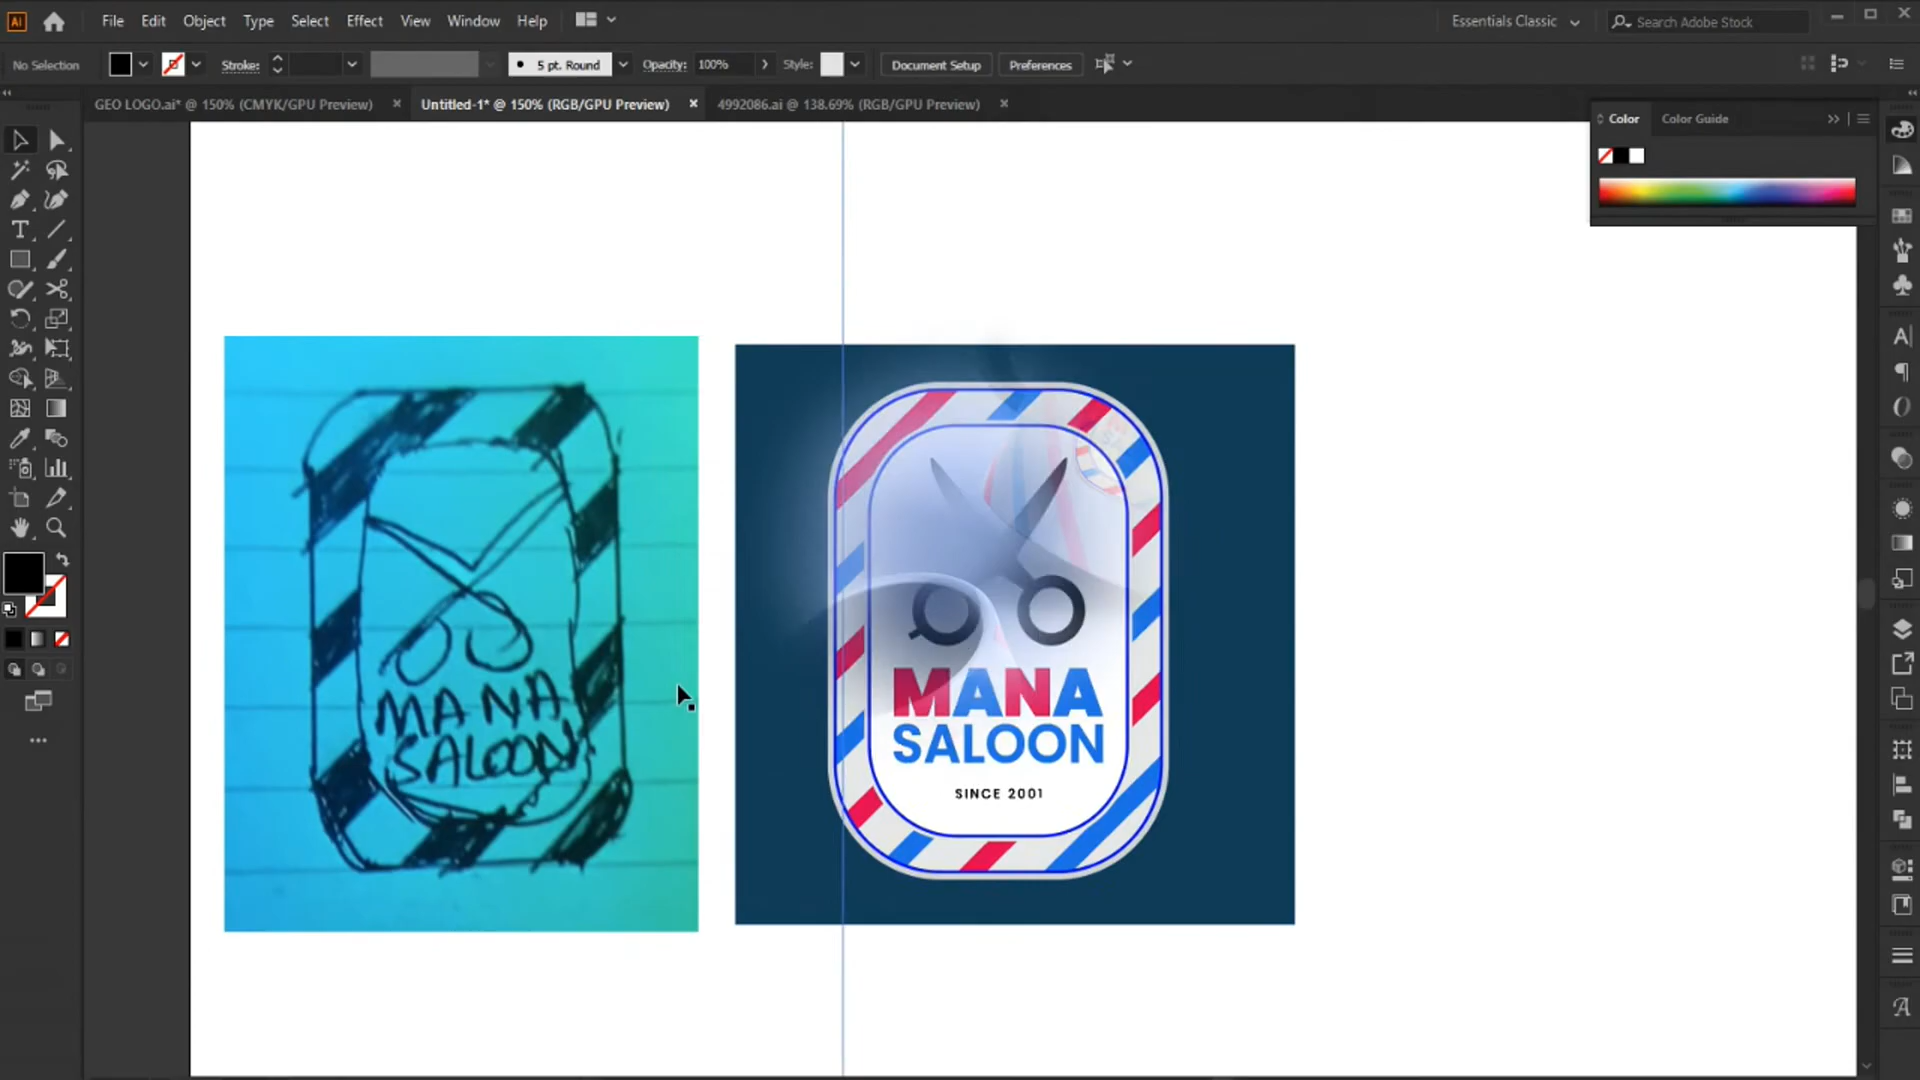 Ai File Edit Object Type Select Effect View Window Help Essentials Classic Search Adobe Stock
No Selection Stroke: 5 pt. Round Opacity: 100% Style: Document Setup Preferences
GEO LOGO.ai* @ 150% (CMYK/GPU Preview) × Untitled-1* @ 150% (RGB/GPU Preview) × 4992086.ai @ 138.69% (RGB/GPU Preview) ×
Color Color Guide
MANA
SALOON
MANA
SALOON
SINCE 2001